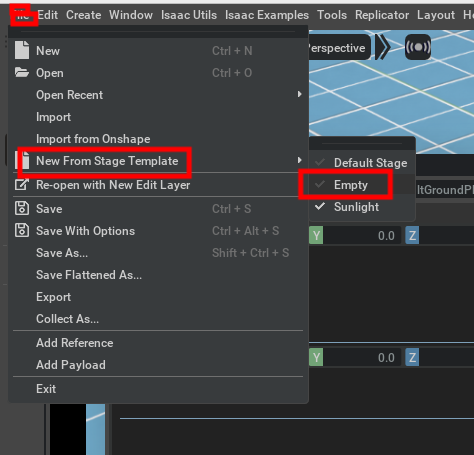 File Edit Create Window Isaac Utils Isaac Examples Tools Replicator Layout
New Ctrl + N
Open Ctrl + O
Open Recent
Import
Import from Onshape
New From Stage Template
Re-open with New Edit Layer
Save Ctrl + S
Save With Options Ctrl + Alt + S
Save As... Shift + Ctrl + S
Save Flattened As...
Export
Collect As...
Add Reference
Add Payload
Exit
Perspective
Default Stage
Empty
Sunlight
Y 0.0 Z
Y 0.0 Z